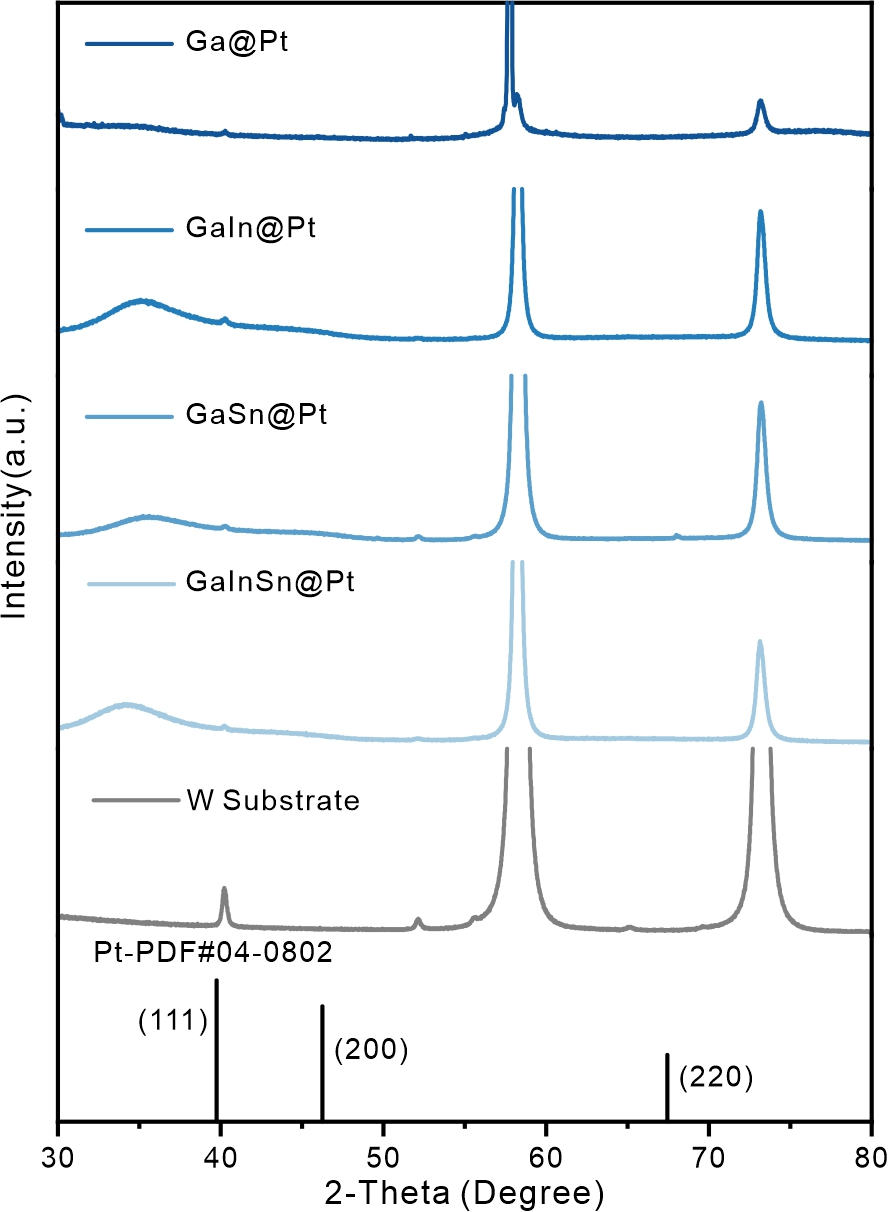 Ga@Pt
GaIn@Pt
GaSn@Pt
GaInSn@Pt
W Substrate
Pt-PDF#04-0802
(111)
(200)
(220)
30 40 50 60 70 80
2-Theta (Degree)
Intensity(a.u.)